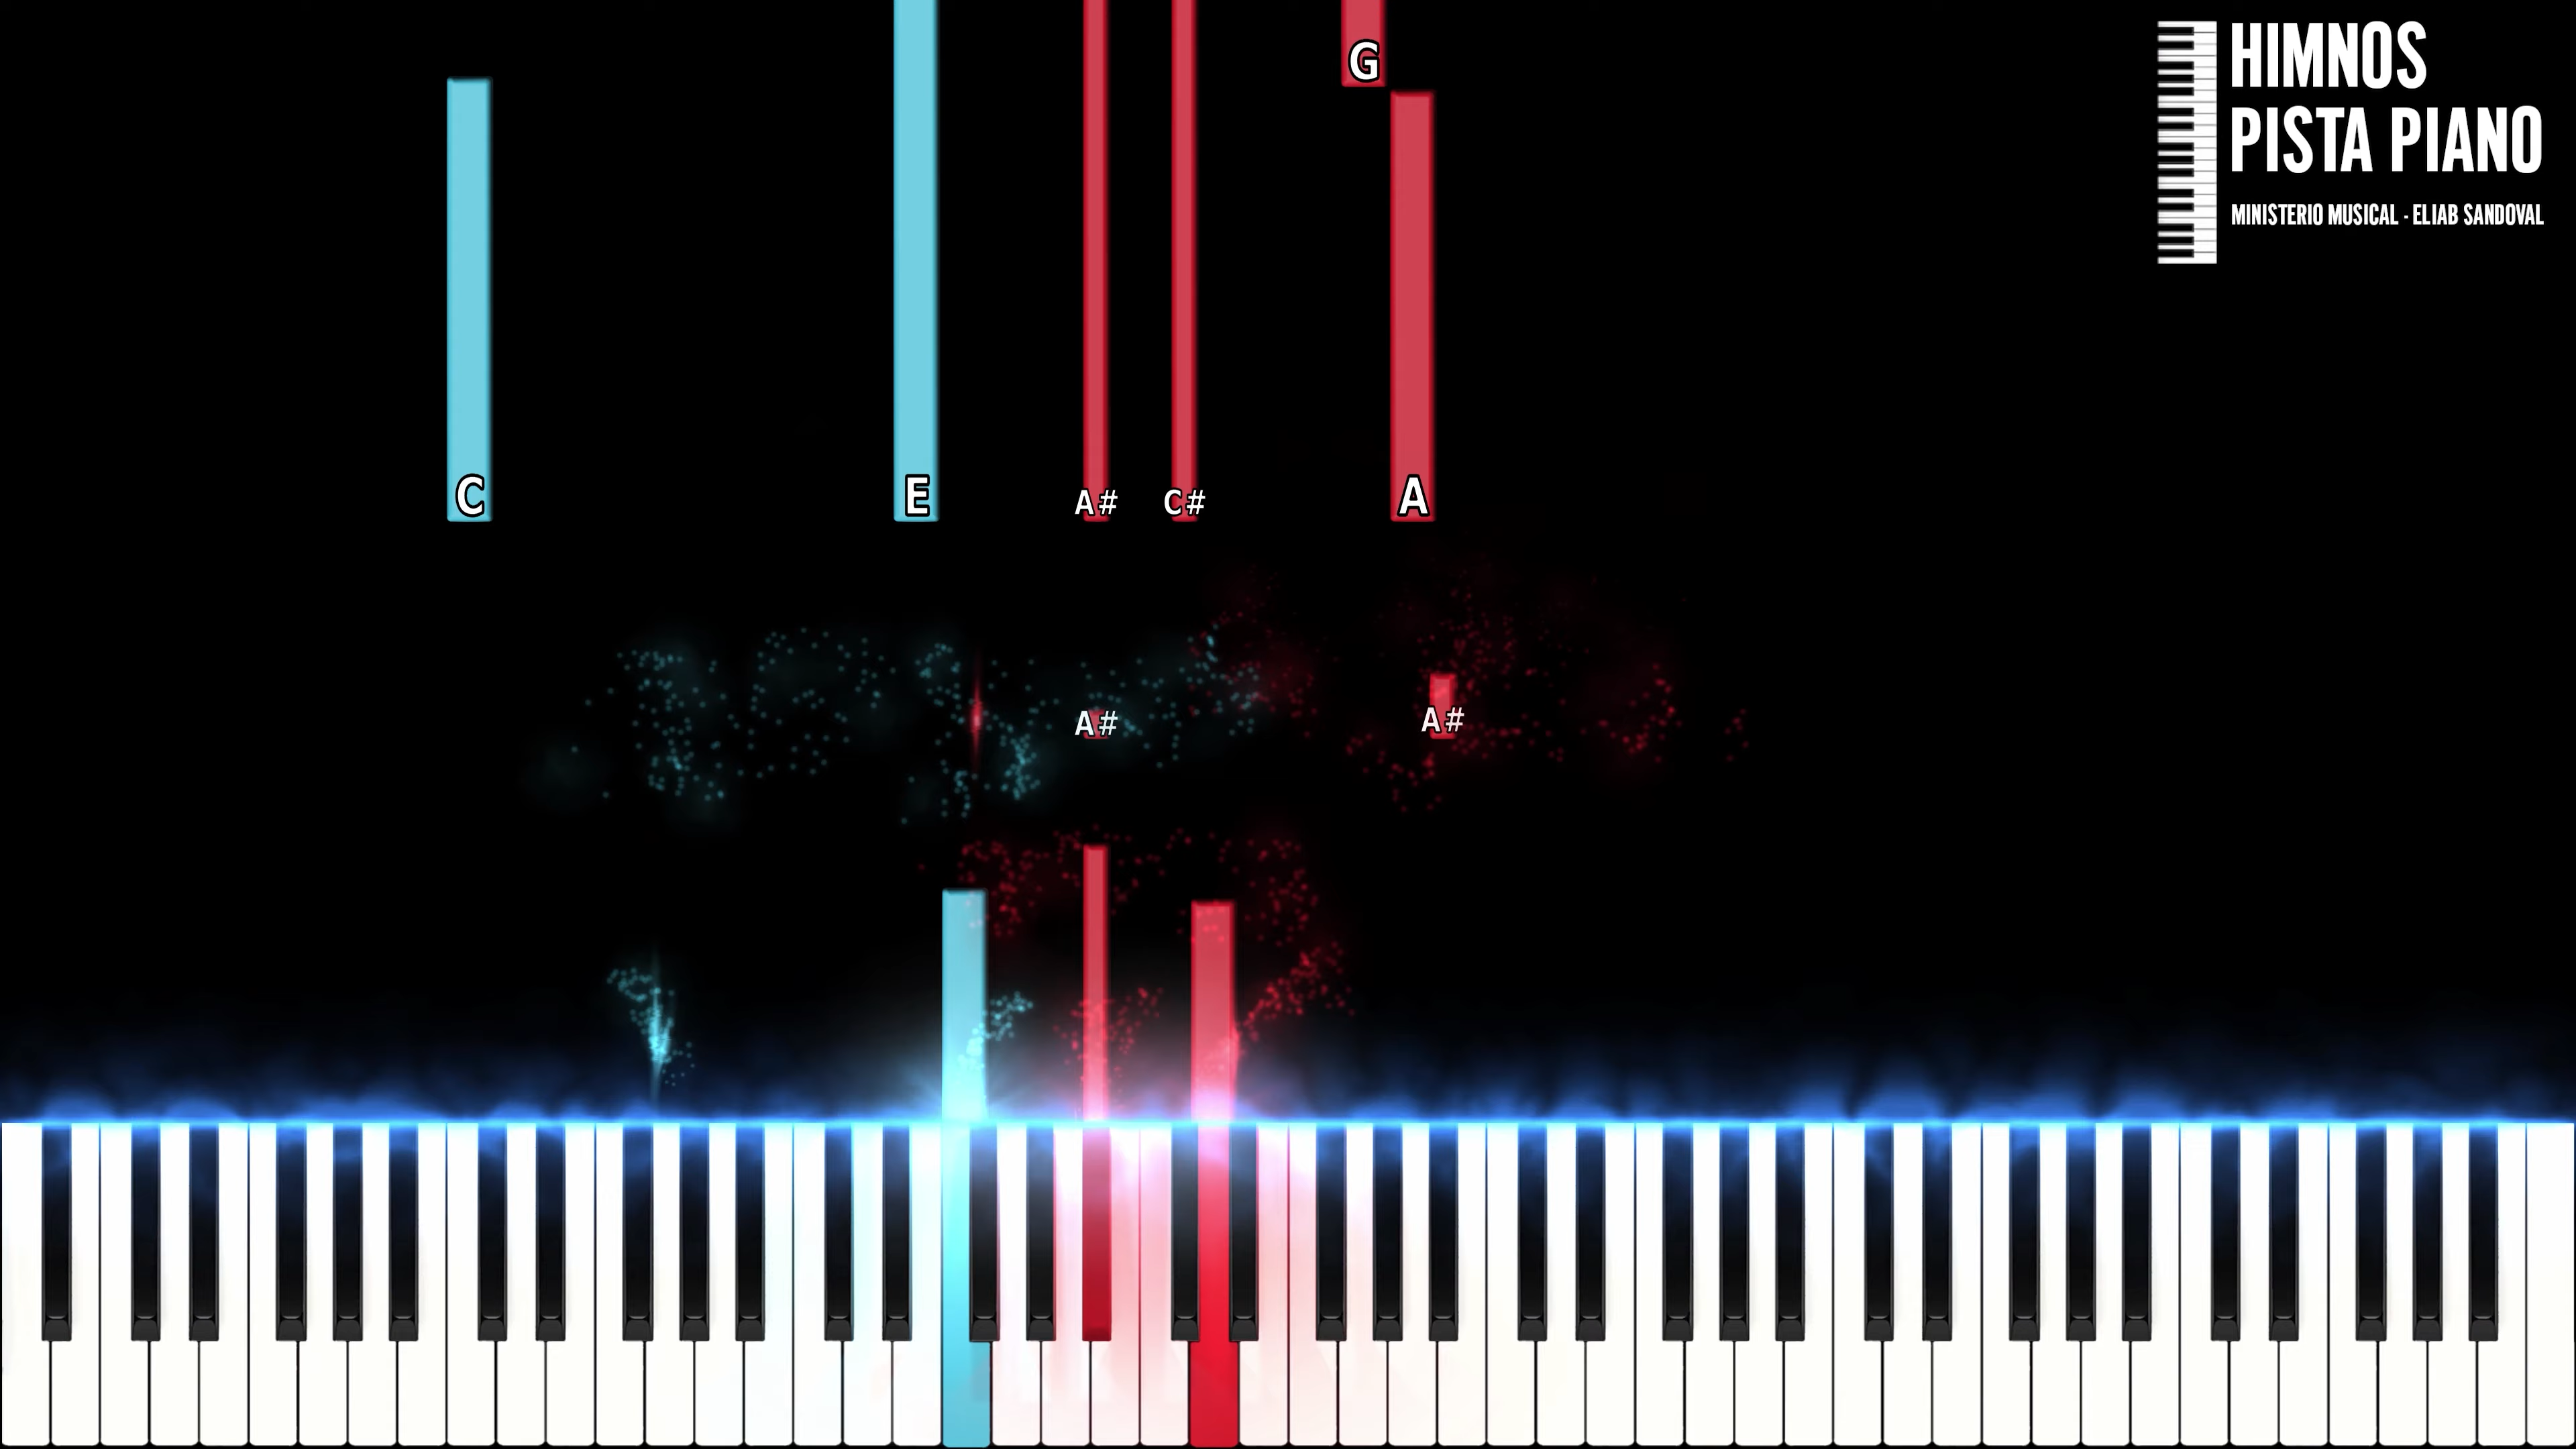 HIMNOS
PISTA PIANO
MINISTERIO MUSICAL - ELIAB SANDOVAL
G
C
E
A#
C#
A
A#
A#